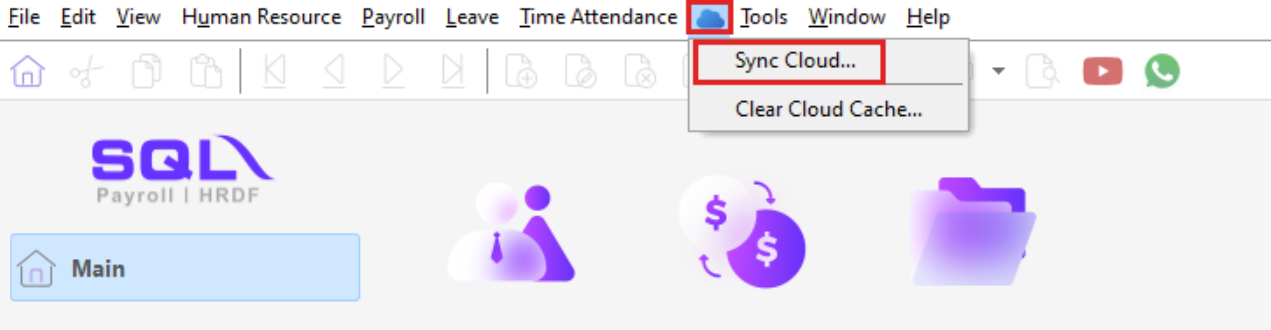 File Edit View Human Resource Payroll Leave Time Attendance Tools Window Help
Sync Cloud...
Clear Cloud Cache...
SQL
Payroll | HRDF
$
$
Main